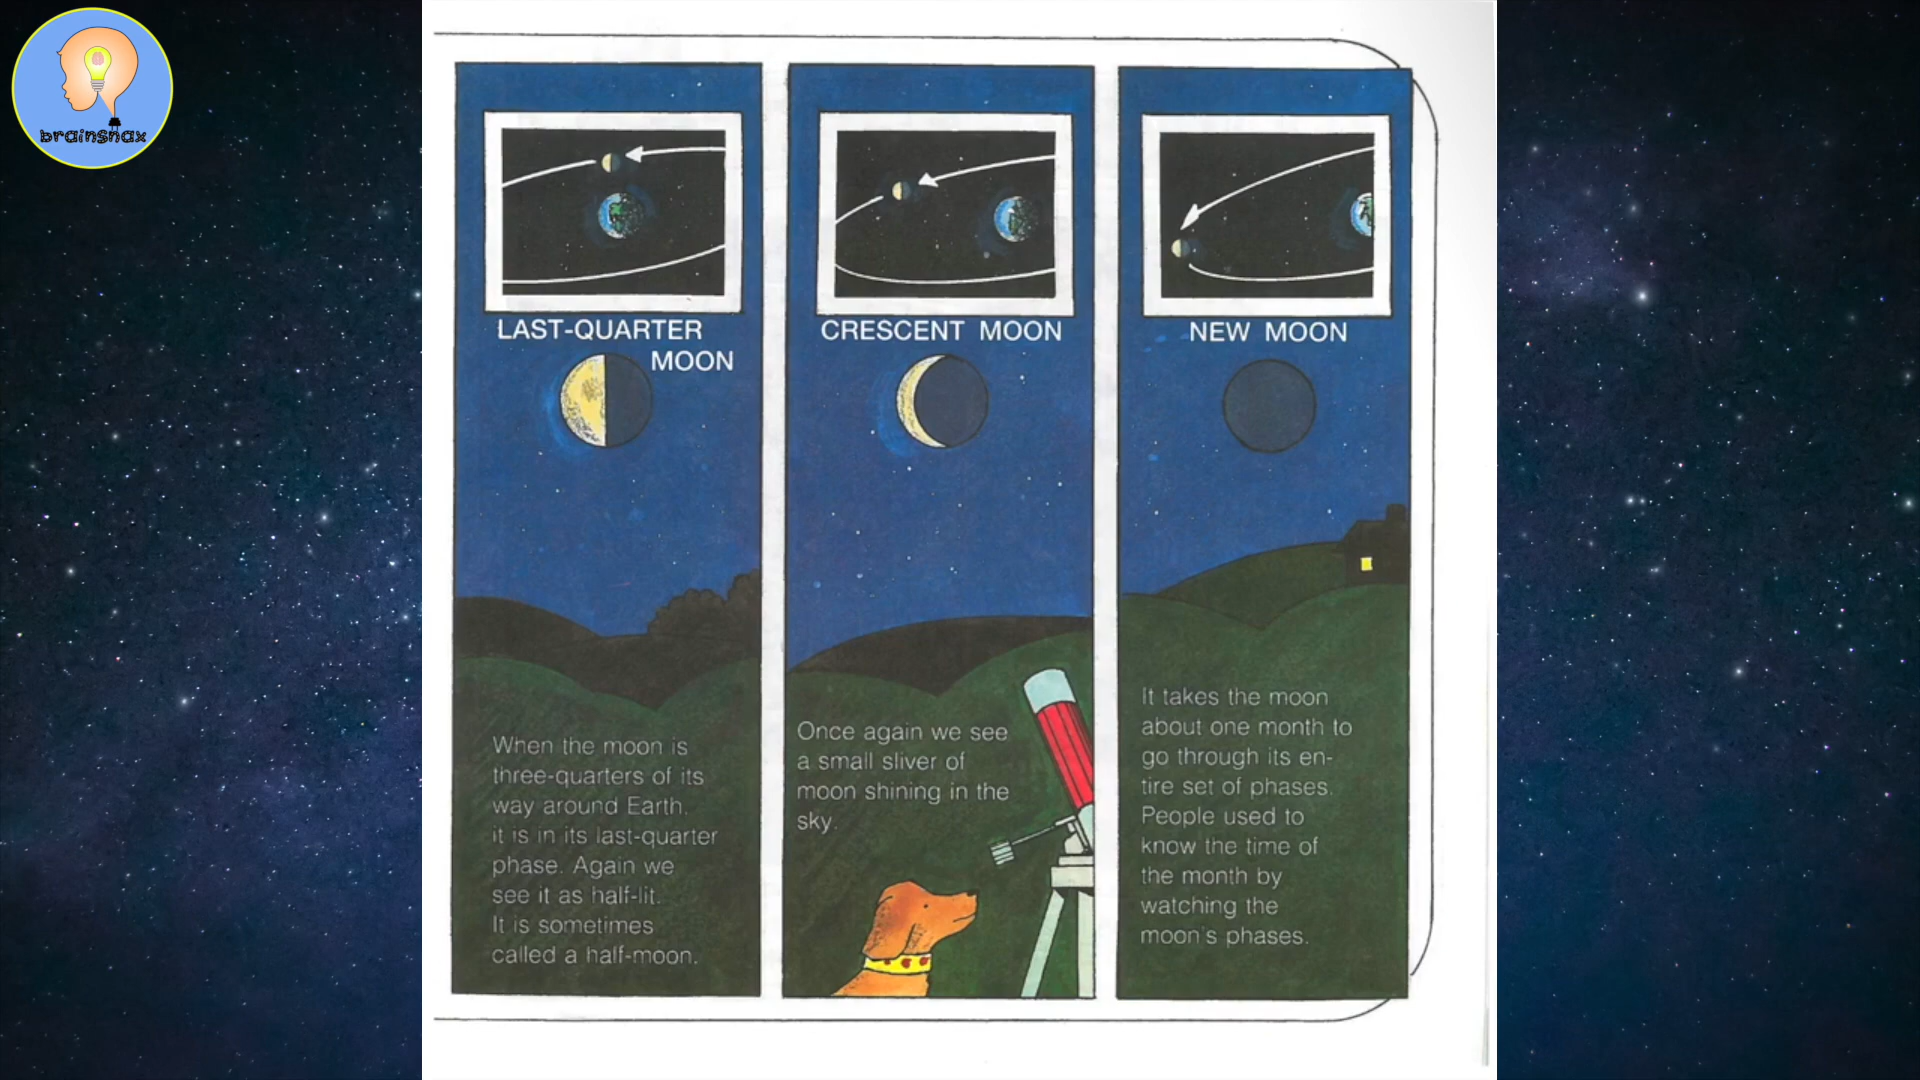 brainsnax
LAST-QUARTER
MOON
When the moon is
three-quarters of its
way around Earth.
it is in its last-quarter
phase. Again we
see it as half-lit.
It is sometimes
called a half-moon.
CRESCENT MOON
Once again we see
a small sliver of
moon shining in the
sky.
NEW MOON
It takes the moon
about one month to
go through its en-
tire set of phases.
People used to
know the time of
the month by
watching the
moon's phases.